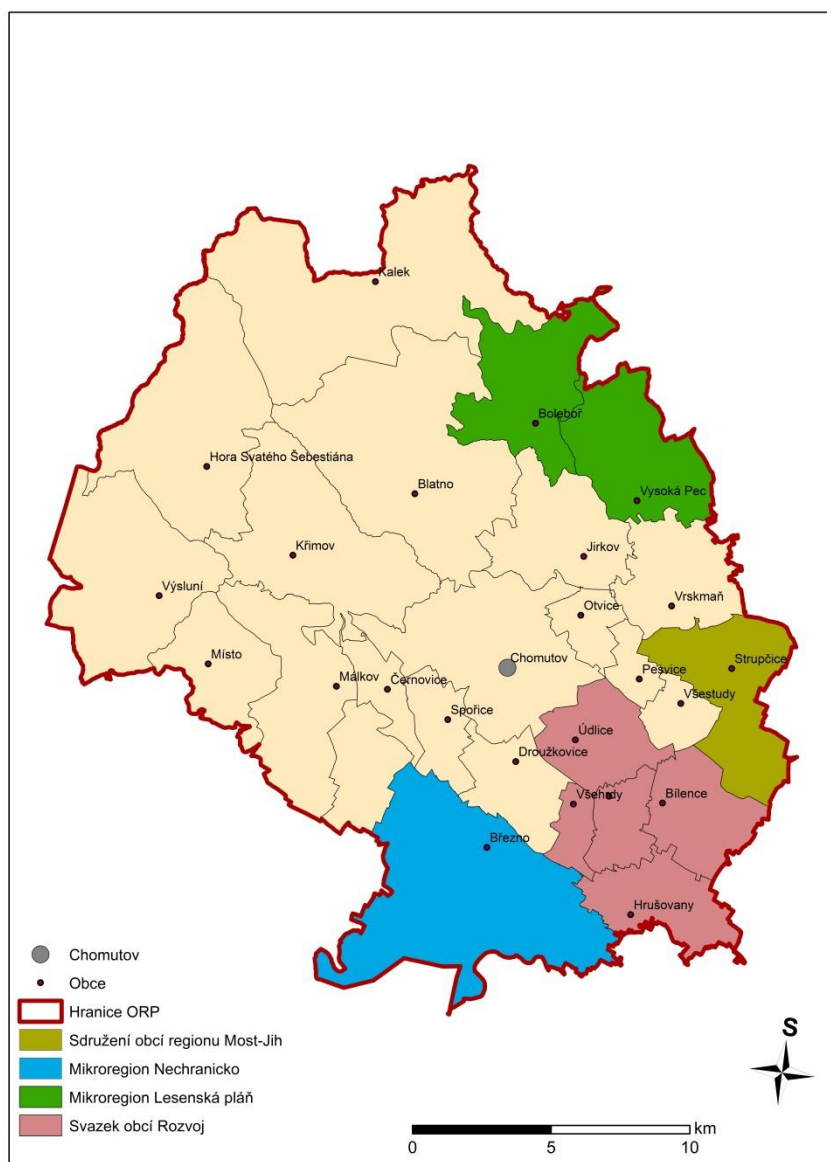 Kalek
Boleboř
Hora Svatého Šebestiána
Blatno
Vysoká Pec
Křimov
Jirkov
Výsluní
Otvice
Vrskmaň
Místo
Chomutov
Pesvice
Strupčice
Málkov
Černovice
Všestudy
Spořice
Údlice
Droužkovice
Všehrdy
Bílence
Březno
Hrušovany
Chomutov
Obce
Hranice ORP
Sdružení obcí regionu Most-Jih
Mikroregion Nechranicko
Mikroregion Lesenská pláň
Svazek obcí Rozvoj
S
km
0 5 10